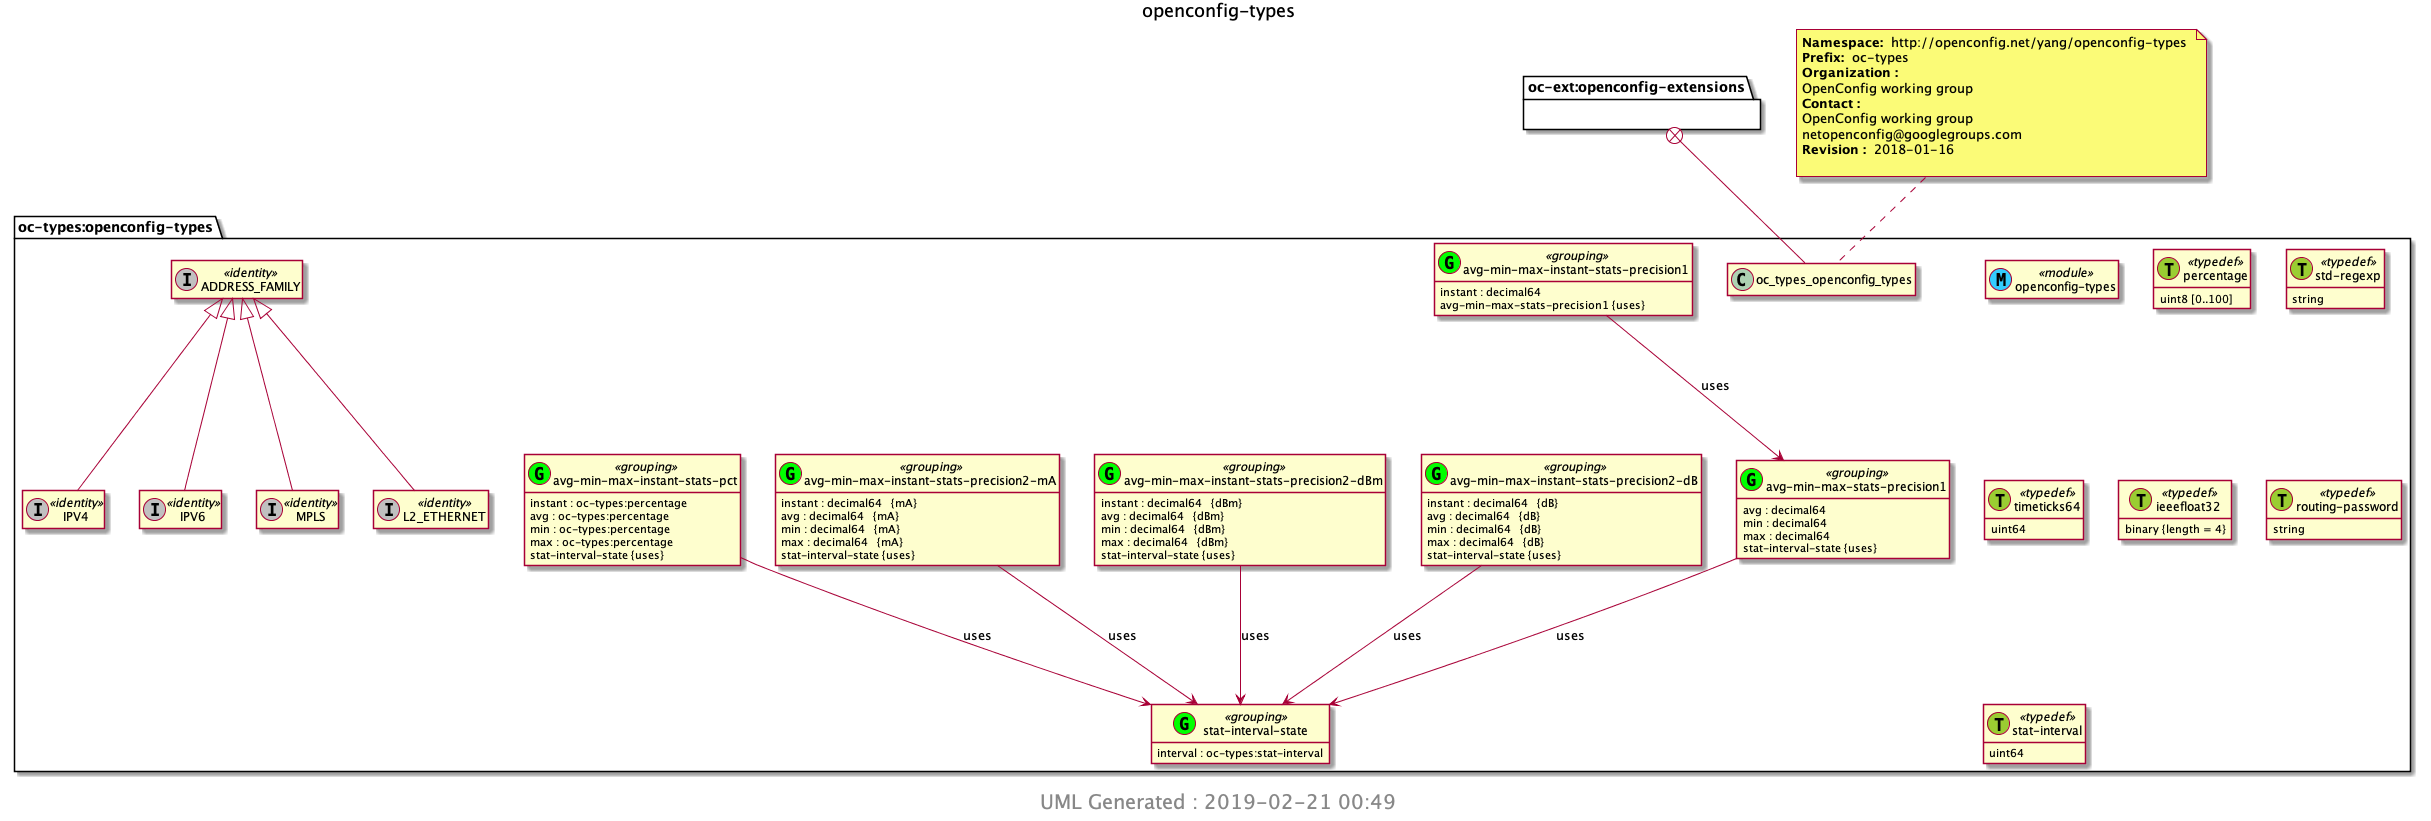 openconfig-types
Namespace: http://openconfig.net/yang/openconfig-types
Prefix: oc-types
Organization :
OpenConfig working group
Contact :
OpenConfig working group
netopenconfig@googlegroups.com
Revision : 2018-01-16
oc-ext:openconfig-extensions
oc-types:openconfig-types
I
«identity»
ADDRESS_FAMILY
G
«grouping»
avg-min-max-instant-stats-precision1
instant : decimal64
avg-min-max-stats-precision1 {uses}
C
oc_types_openconfig_types
M
«module»
openconfig-types
T
«typedef»
percentage
uint8 [0..100]
T
«typedef»
std-regexp
string
uses
I
«identity»
IPV4
I
«identity»
IPV6
I
«identity»
MPLS
I
«identity»
L2_ETHERNET
G
«grouping»
avg-min-max-instant-stats-pct
instant : oc-types:percentage
avg : oc-types:percentage
min : oc-types:percentage
max : oc-types:percentage
stat-interval-state {uses}
G
«grouping»
avg-min-max-instant-stats-precision2-mA
instant : decimal64 {mA}
avg : decimal64 {mA}
min : decimal64 {mA}
max : decimal64 {mA}
stat-interval-state {uses}
G
«grouping»
avg-min-max-instant-stats-precision2-dBm
instant : decimal64 {dBm}
avg : decimal64 {dBm}
min : decimal64 {dBm}
max : decimal64 {dBm}
stat-interval-state {uses}
G
«grouping»
avg-min-max-instant-stats-precision2-dB
instant : decimal64 {dB}
avg : decimal64 {dB}
min : decimal64 {dB}
max : decimal64 {dB}
stat-interval-state {uses}
G
«grouping»
avg-min-max-stats-precision1
avg : decimal64
min : decimal64
max : decimal64
stat-interval-state {uses}
T
«typedef»
timeticks64
uint64
T
«typedef»
ieeefloat32
binary {length = 4}
T
«typedef»
routing-password
string
uses
uses
uses
uses
uses
G
«grouping»
stat-interval-state
interval : oc-types:stat-interval
T
«typedef»
stat-interval
uint64
UML Generated : 2019-02-21 00:49